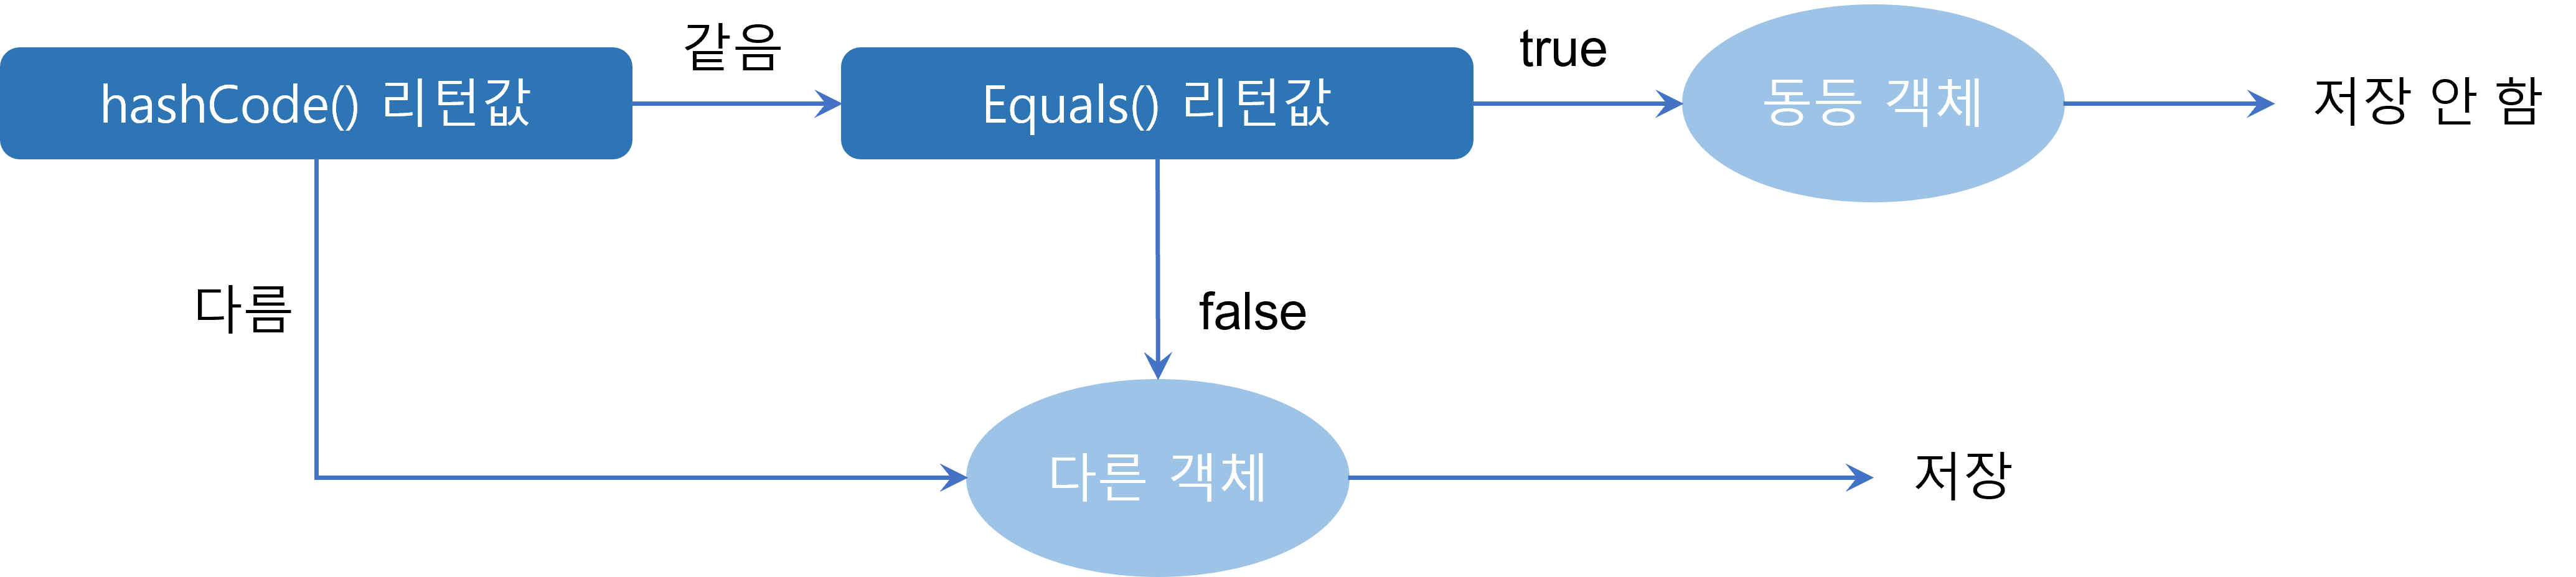 hashCode() 리턴값
같음
Equals() 리턴값
true
동등 객체
저장 안 함
다름
false
다른 객체
저장